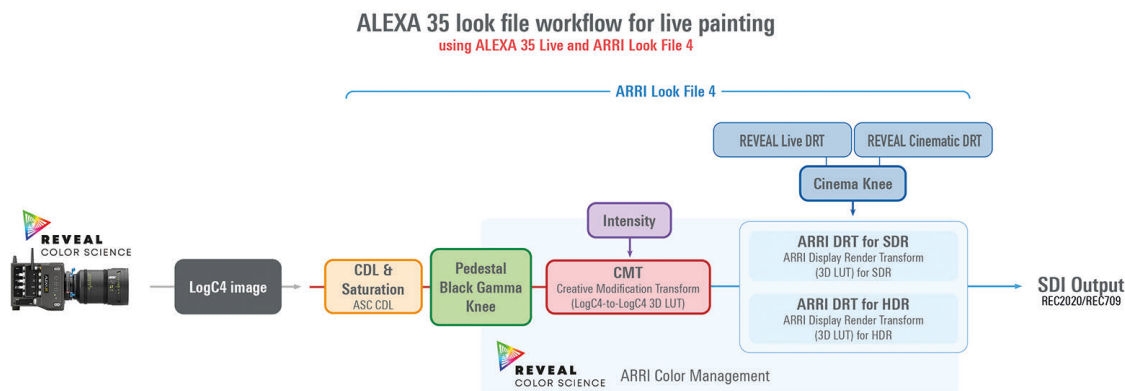 ALEXA 35 look file workflow for live painting
using ALEXA 35 Live and ARRI Look File 4
ARRI Look File 4
REVEAL Live DRT
REVEAL Cinematic DRT
Cinema Knee
REVEAL
COLOR SCIENCE
Intensity
LogC4 image
CDL &
Saturation
ASC CDL
Pedestal
Black Gamma
Knee
CMT
Creative Modification Transform
(LogC4-to-LogC4 3D LUT)
ARRI DRT for SDR
ARRI Display Render Transform
(3D LUT) for SDR
ARRI DRT for HDR
ARRI Display Render Transform
(3D LUT) for HDR
SDI Output
REC2020/REC709
REVEAL
COLOR SCIENCE
ARRI Color Management